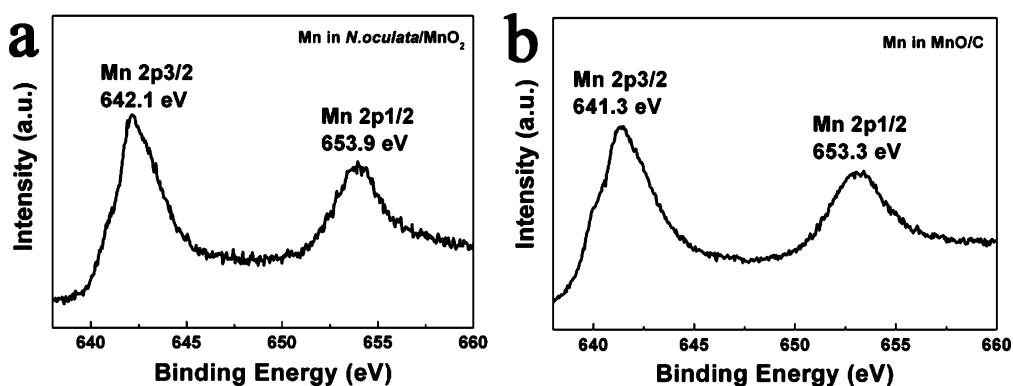 a
Mn in N.oculata/MnO₂
Mn 2p3/2
642.1 eV
Mn 2p1/2
653.9 eV
Intensity (a.u.)
640 645 650 655 660
Binding Energy (eV)
b
Mn in MnO/C
Mn 2p3/2
641.3 eV
Mn 2p1/2
653.3 eV
Intensity (a.u.)
640 645 650 655 660
Binding Energy (eV)